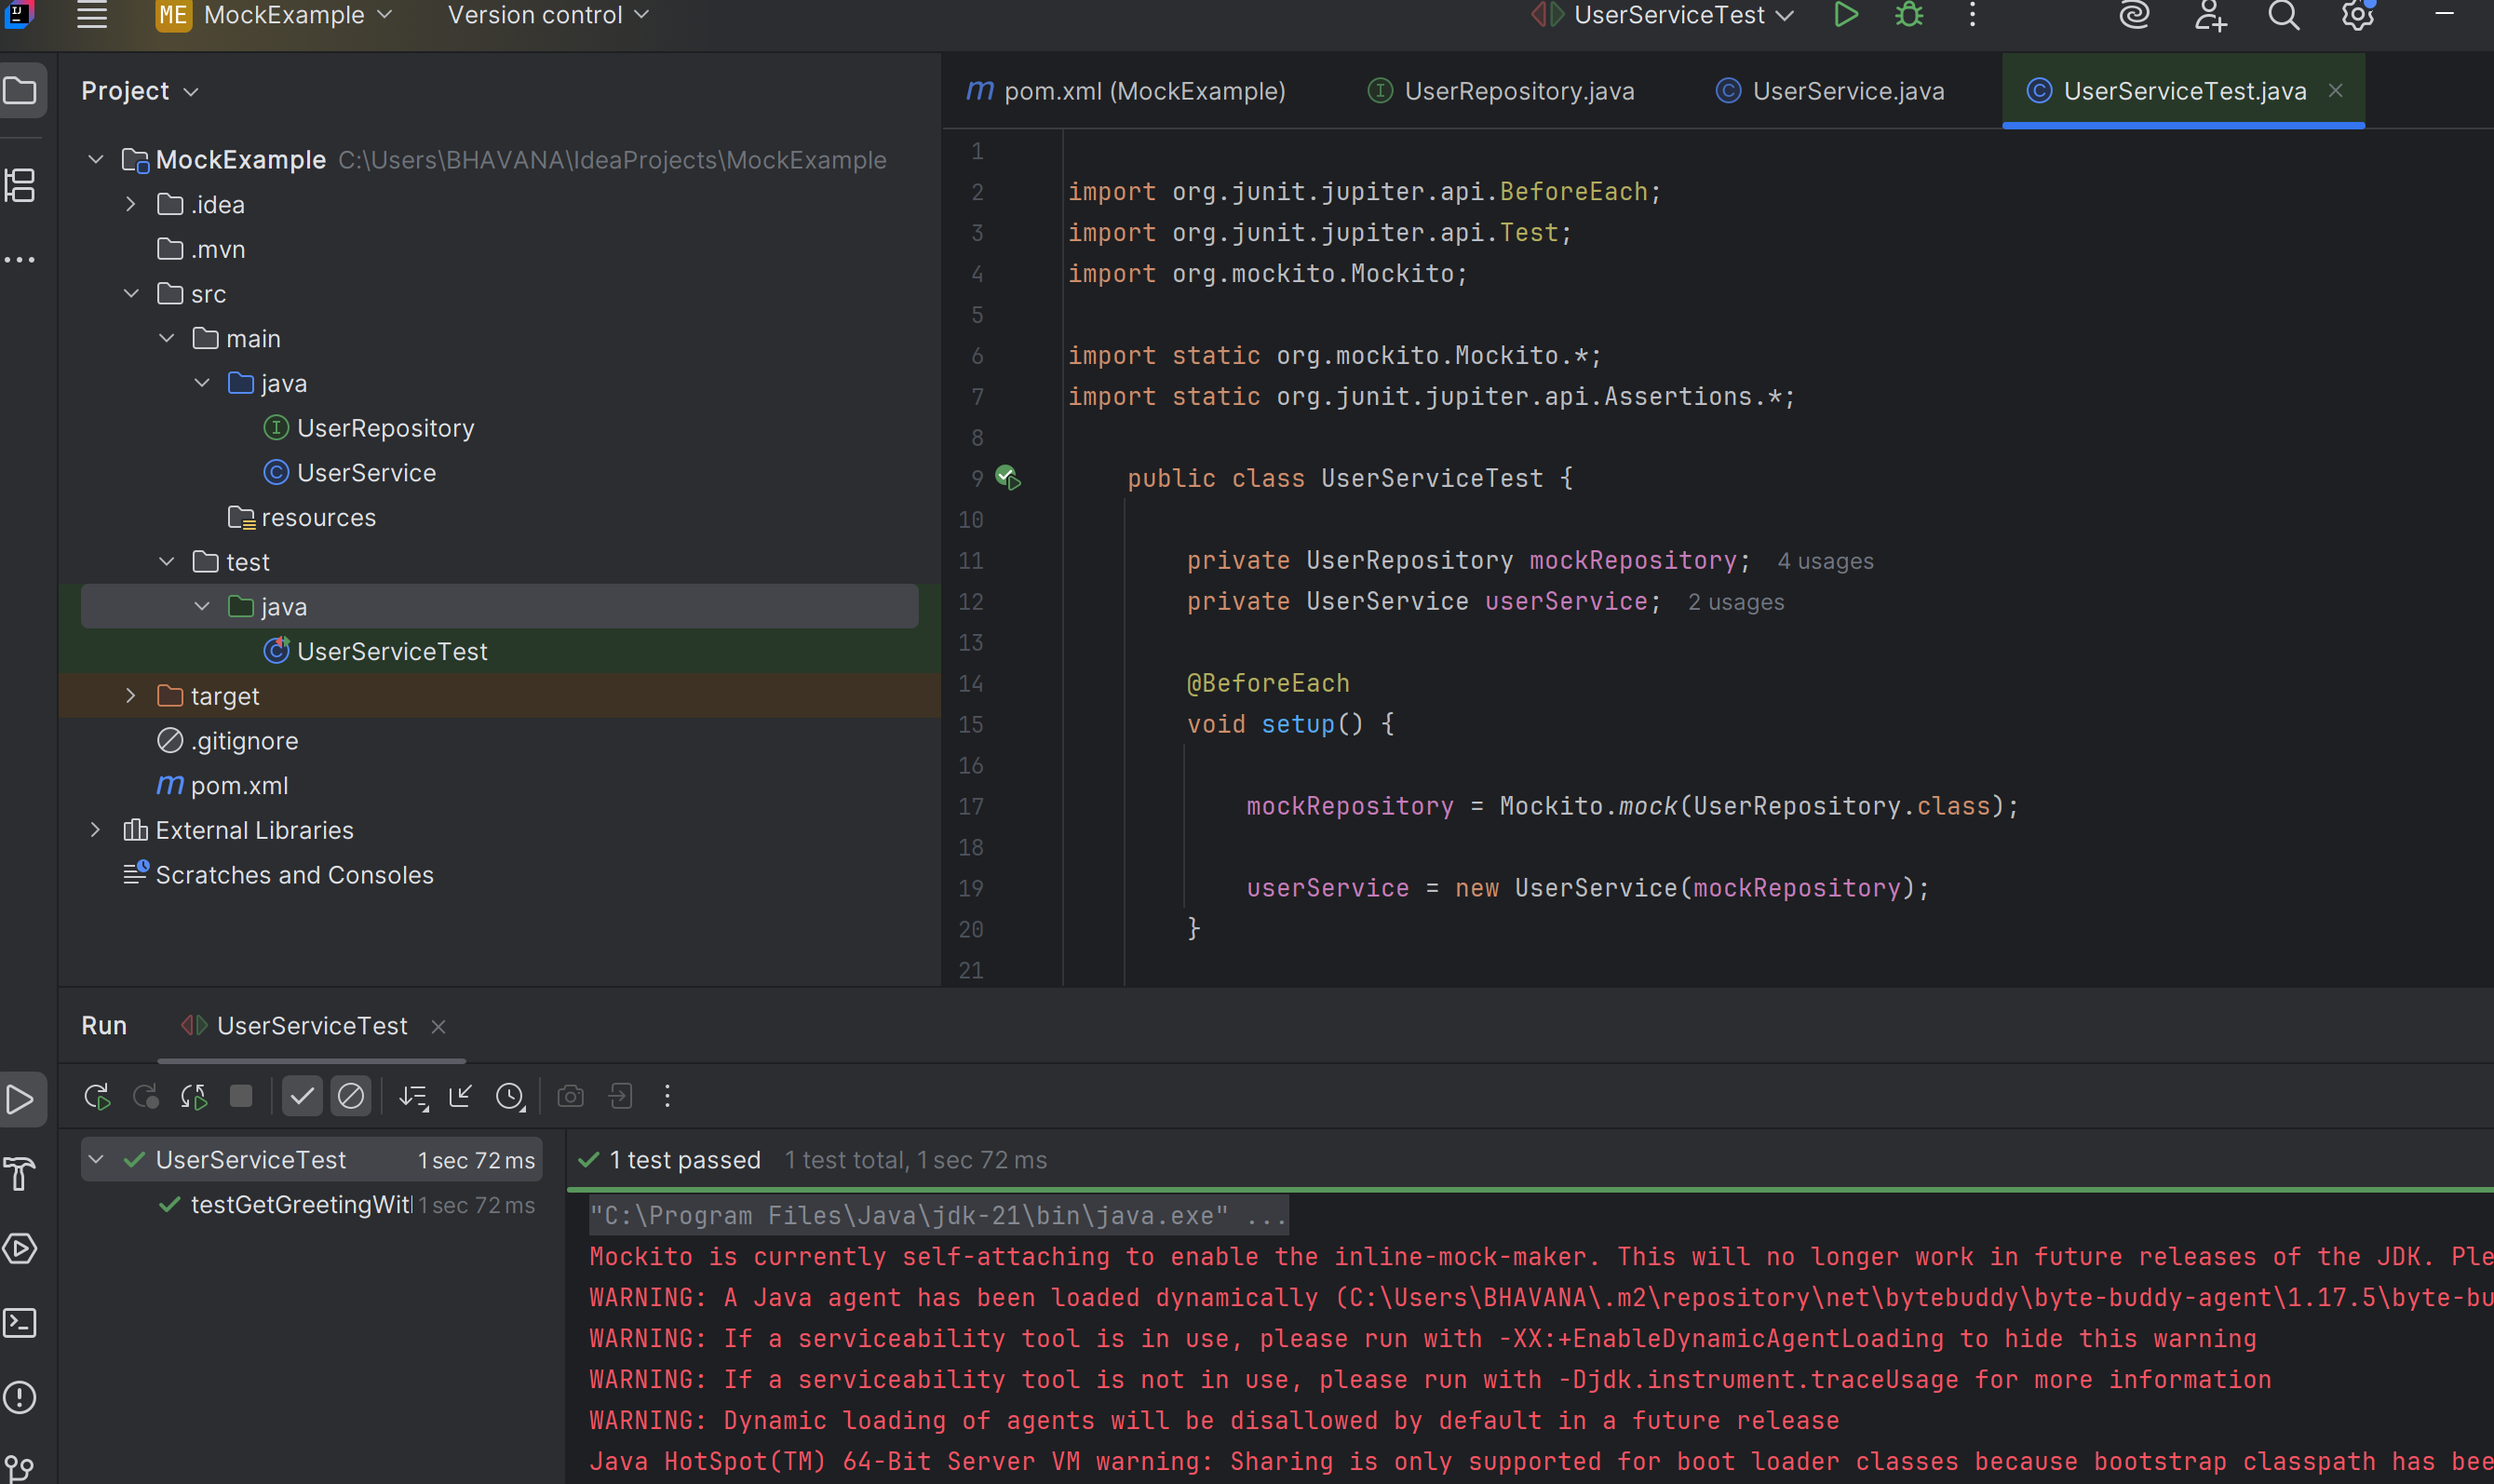 ME MockExample Version control UserServiceTest
Project
pom.xml (MockExample) UserRepository.java UserService.java UserServiceTest.java
MockExample C:\Users\BHAVANA\IdeaProjects\MockExample
.idea
.mvn
src
main
java
UserRepository
UserService
resources
test
java
UserServiceTest
target
.gitignore
pom.xml
External Libraries
Scratches and Consoles
1
2 import org.junit.jupiter.api.BeforeEach;
3 import org.junit.jupiter.api.Test;
4 import org.mockito.Mockito;
5
6 import static org.mockito.Mockito.*;
7 import static org.junit.jupiter.api.Assertions.*;
8
9 public class UserServiceTest {
10
11 private UserRepository mockRepository; 4 usages
12 private UserService userService; 2 usages
13
14 @BeforeEach
15 void setup() {
16
17 mockRepository = Mockito.mock(UserRepository.class);
18
19 userService = new UserService(mockRepository);
20 }
21
Run UserServiceTest
UserServiceTest 1 sec 72 ms
testGetGreetingWit 1 sec 72 ms
1 test passed 1 test total, 1 sec 72 ms
"C:\Program Files\Java\jdk-21\bin\java.exe" ...
Mockito is currently self-attaching to enable the inline-mock-maker. This will no longer work in future releases of the JDK. Ple
WARNING: A Java agent has been loaded dynamically (C:\Users\BHAVANA\.m2\repository\net\bytebuddy\byte-buddy-agent\1.17.5\byte-bu
WARNING: If a serviceability tool is in use, please run with -XX:+EnableDynamicAgentLoading to hide this warning
WARNING: If a serviceability tool is not in use, please run with -Djdk.instrument.traceUsage for more information
WARNING: Dynamic loading of agents will be disallowed by default in a future release
Java HotSpot(TM) 64-Bit Server VM warning: Sharing is only supported for boot loader classes because bootstrap classpath has bee